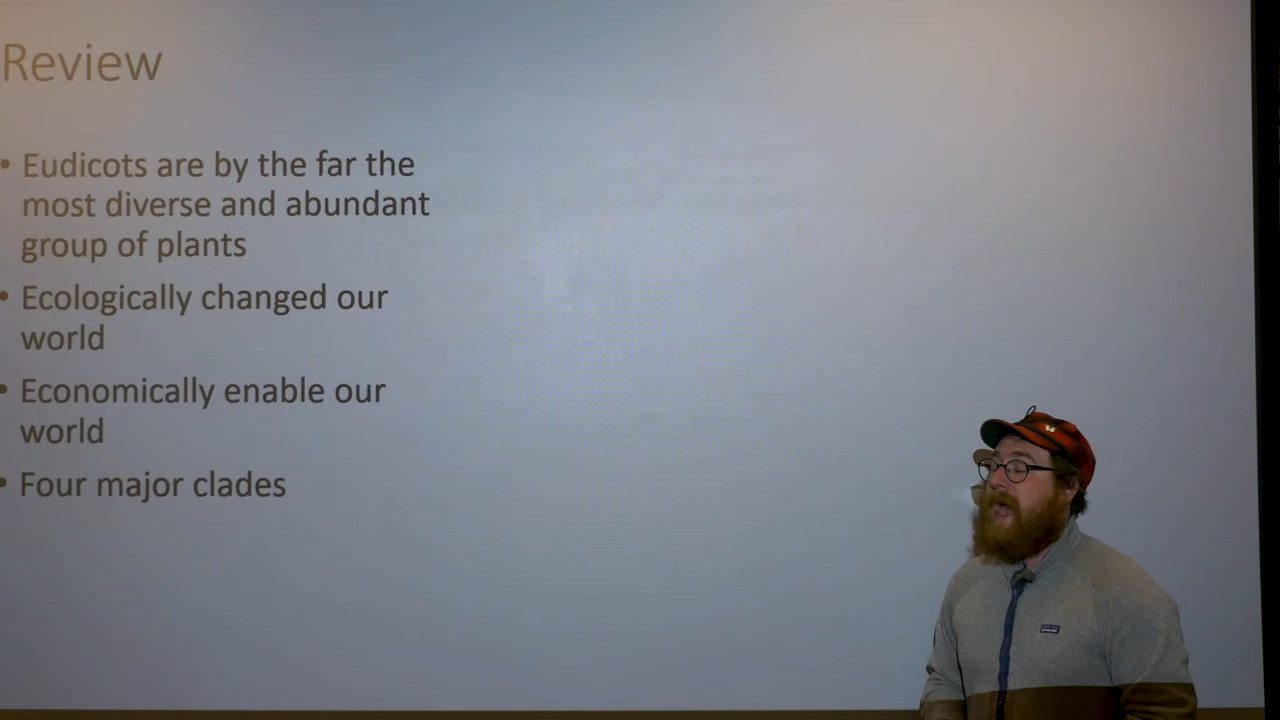 Review
• Eudicots are by the far the
most diverse and abundant
group of plants
• Ecologically changed our
world
• Economically enable our
world
• Four major clades